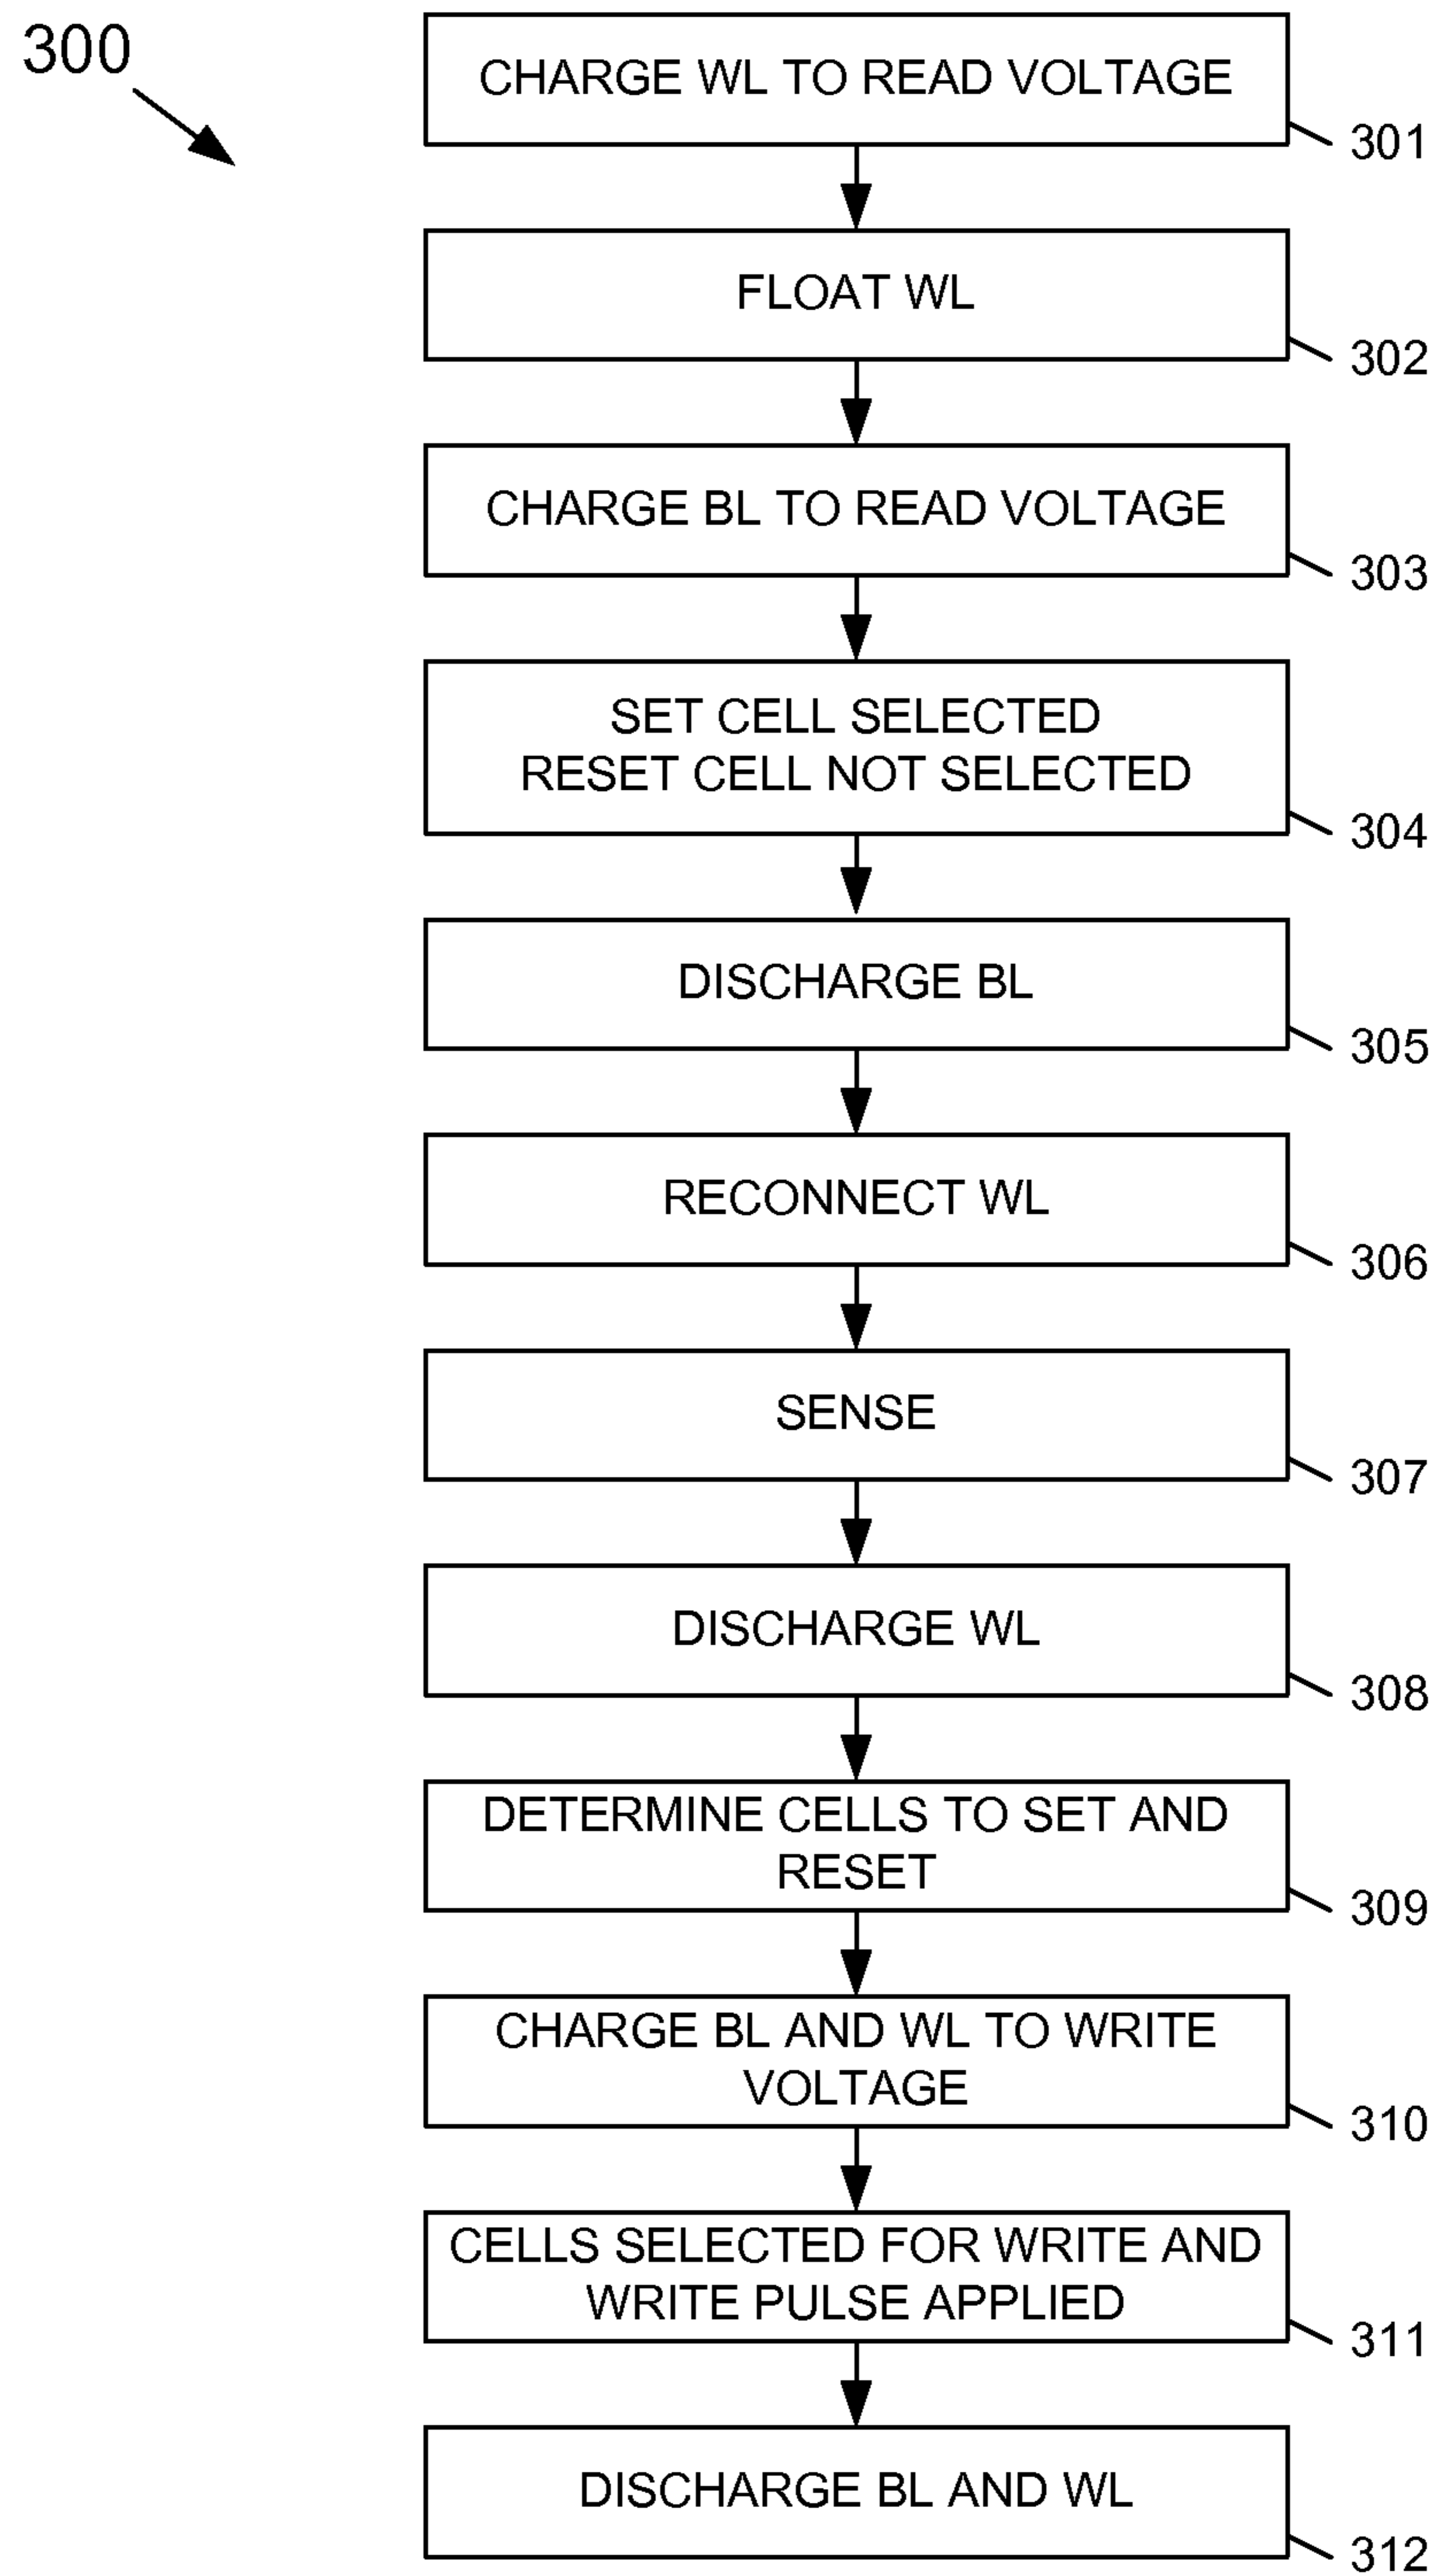 300
CHARGE WL TO READ VOLTAGE
301
FLOAT WL
302
CHARGE BL TO READ VOLTAGE
303
SET CELL SELECTED
RESET CELL NOT SELECTED
304
DISCHARGE BL
305
RECONNECT WL
306
SENSE
307
DISCHARGE WL
308
DETERMINE CELLS TO SET AND
RESET
309
CHARGE BL AND WL TO WRITE
VOLTAGE
310
CELLS SELECTED FOR WRITE AND
WRITE PULSE APPLIED
311
DISCHARGE BL AND WL
312